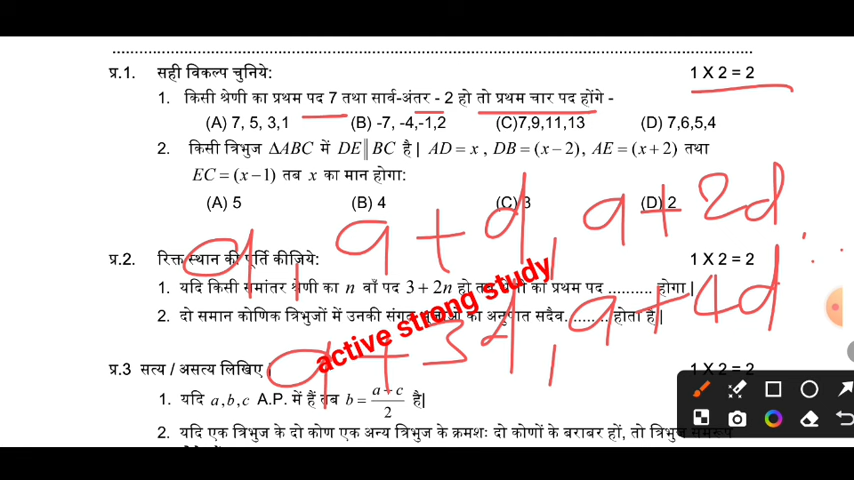 प्र.1. सही विकल्प चुनिये: 1 X 2 = 2
1. किसी श्रेणी का प्रथम पद 7 तथा सार्व-अंतर - 2 हो तो प्रथम चार पद होंगे -
(A) 7, 5, 3,1 (B) -7, -4,-1,2 (C)7,9,11,13 (D) 7,6,5,4
2. किसी त्रिभुज ΔABC में DE||BC है| AD = x , DB = (x−2), AE = (x+2) तथा
EC = (x−1) तब x का मान होगा:
(A) 5 (B) 4 (C) 3 (D) 2
a, a+d, a+2d
प्र.2. रिक्त स्थान की पूर्ति कीजिये: 1 X 2 = 2
1. यदि किसी समांतर श्रेणी का n वाँ पद 3 + 2n हो का प्रथम पद .......... होगा|
active strong study
2. दो समान कोणिक त्रिभुजों में उनकी का अनुपात सदैव......... होता है|
a+3d, a+4d
प्र.3 सत्य / असत्य लिखिए 1 X 2 = 2
1. यदि a,b,c A.P. में हैं तब b = (a+c)/2 है|
2. यदि एक त्रिभुज के दो कोण एक अन्य त्रिभुज के क्रमशः दो कोणों के बराबर हों, तो त्रिभुज